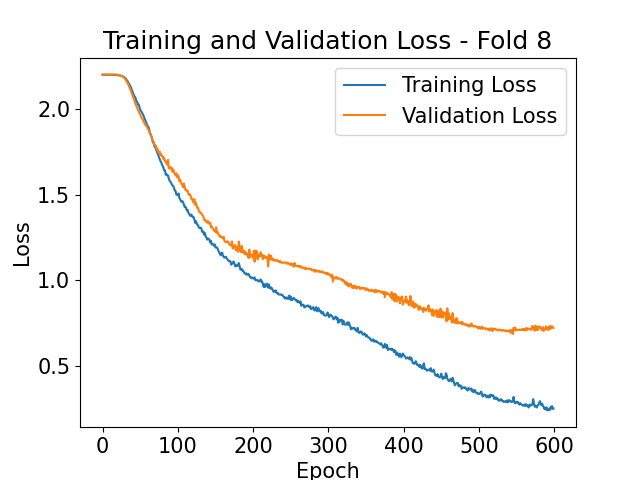 Training and Validation Loss - Fold 8
Training Loss
Validation Loss
Loss
2.0
1.5
1.0
0.5
0 100 200 300 400 500 600
Epoch